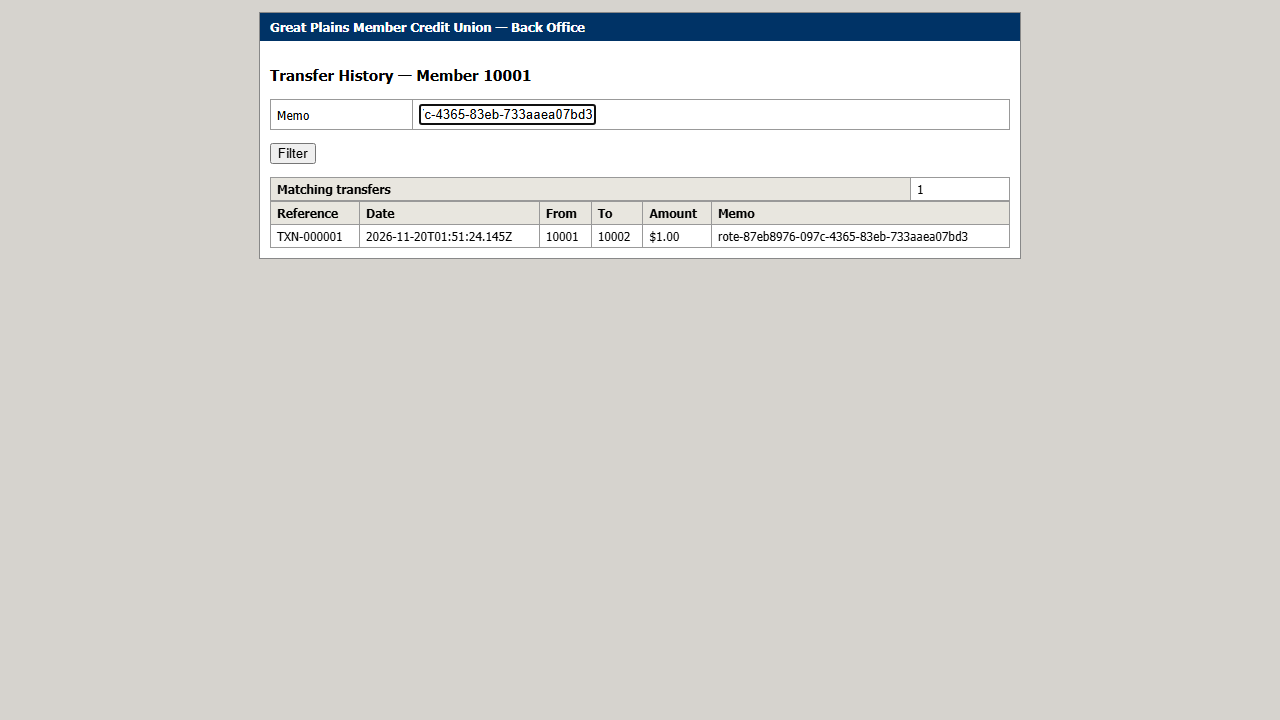 Great Plains Member Credit Union — Back Office
Transfer History — Member 10001
Memo c-4365-83eb-733aaea07bd3
Filter
Matching transfers 1
Reference Date From To Amount Memo
TXN-000001 2026-11-20T01:51:24.145Z 10001 10002 $1.00 rote-87eb8976-097c-4365-83eb-733aaea07bd3